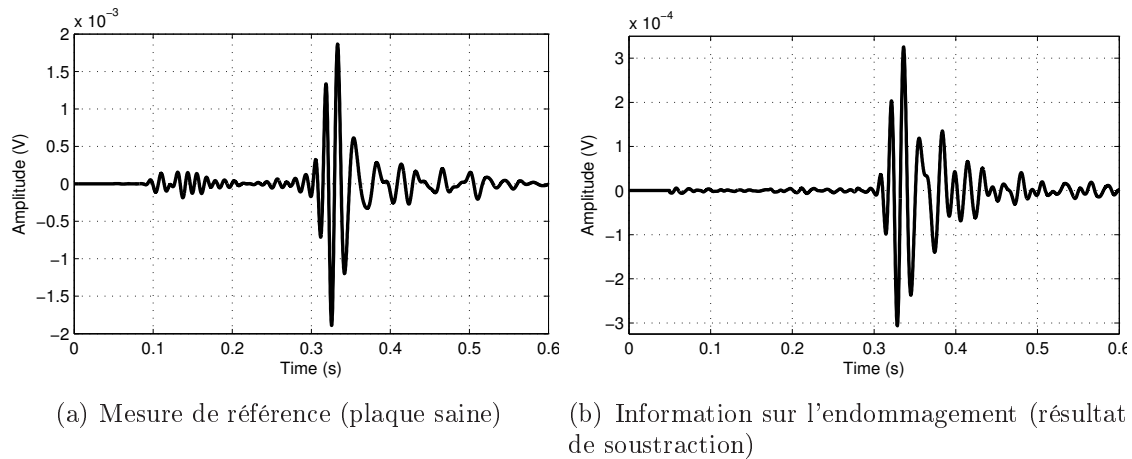 x 10⁻³
2
1.5
1
0.5
0
−0.5
−1
−1.5
−2
0 0.1 0.2 0.3 0.4 0.5 0.6
Time (s)
Amplitude (V)
(a) Mesure de référence (plaque saine)
x 10⁻⁴
3
2
1
0
−1
−2
−3
0 0.1 0.2 0.3 0.4 0.5 0.6
Time (s)
Amplitude (V)
(b) Information sur l'endommagement (résultat
de soustraction)